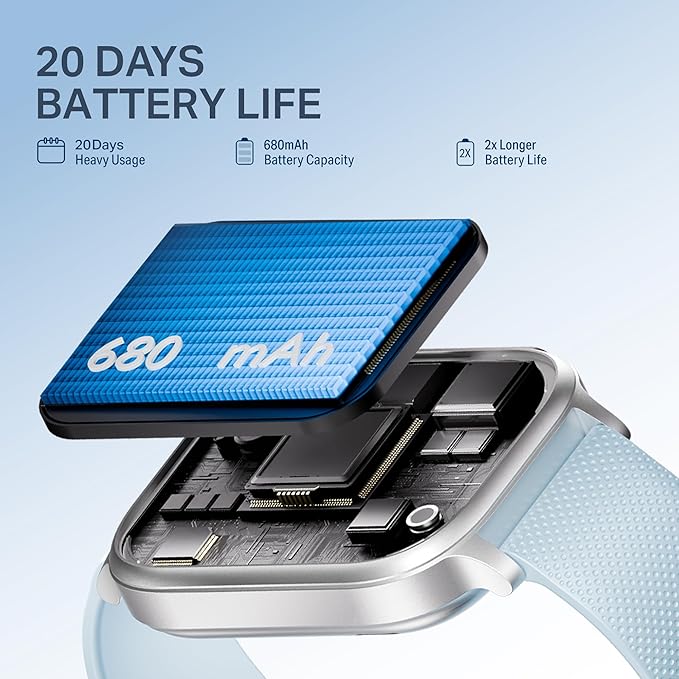 20 DAYS
BATTERY LIFE
20Days
Heavy Usage
680mAh
Battery Capacity
2X
2x Longer
Battery Life
680 mAh